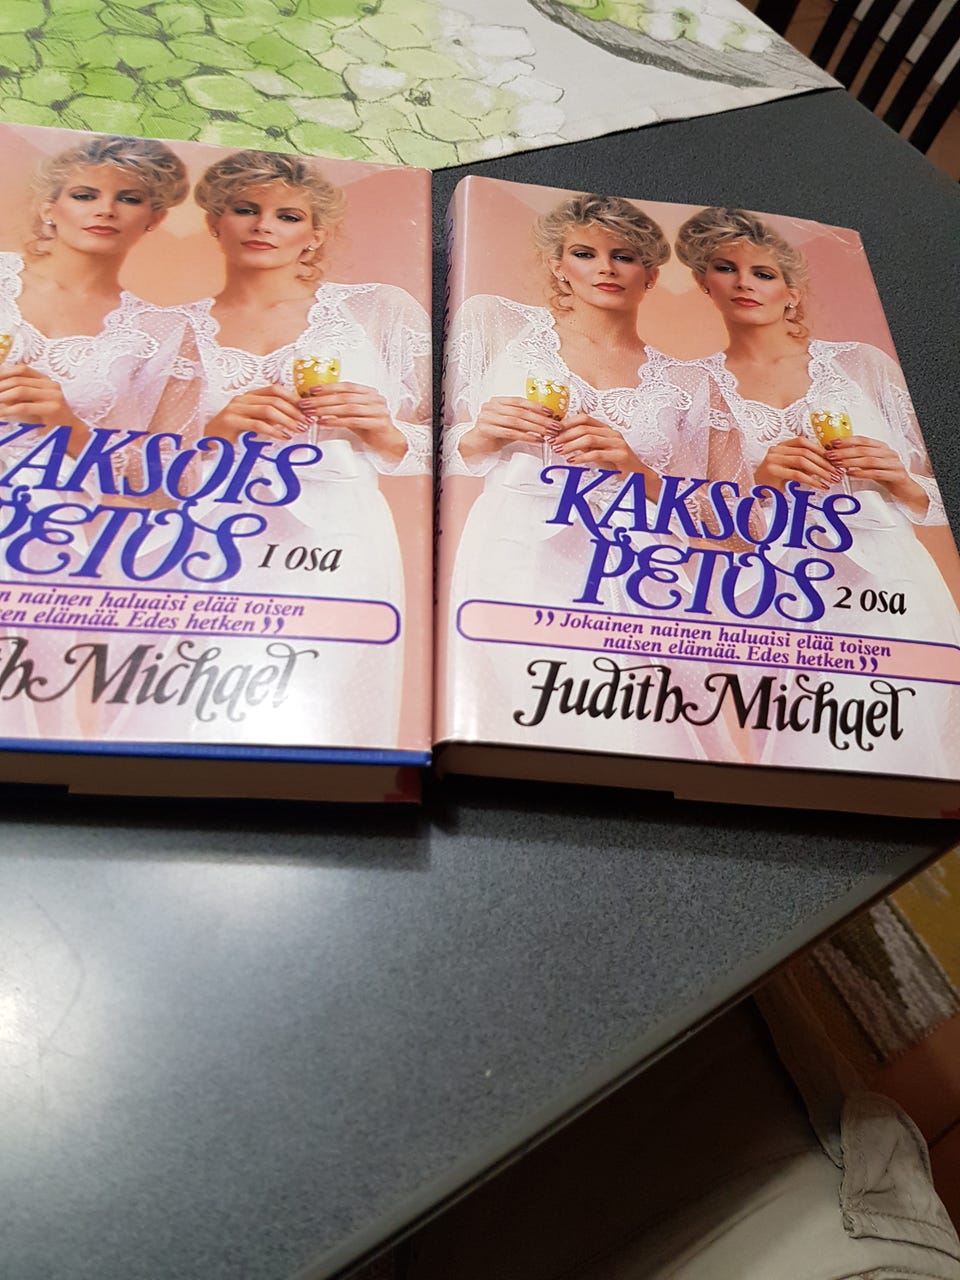 KAKSOIS
PETOS 1 osa
nainen haluaisi elää toisen
elämää. Edes hetken ”
Michael
KAKSOIS
PETOS 2 osa
” Jokainen nainen haluaisi elää toisen
naisen elämää. Edes hetken ”
Judith Michael